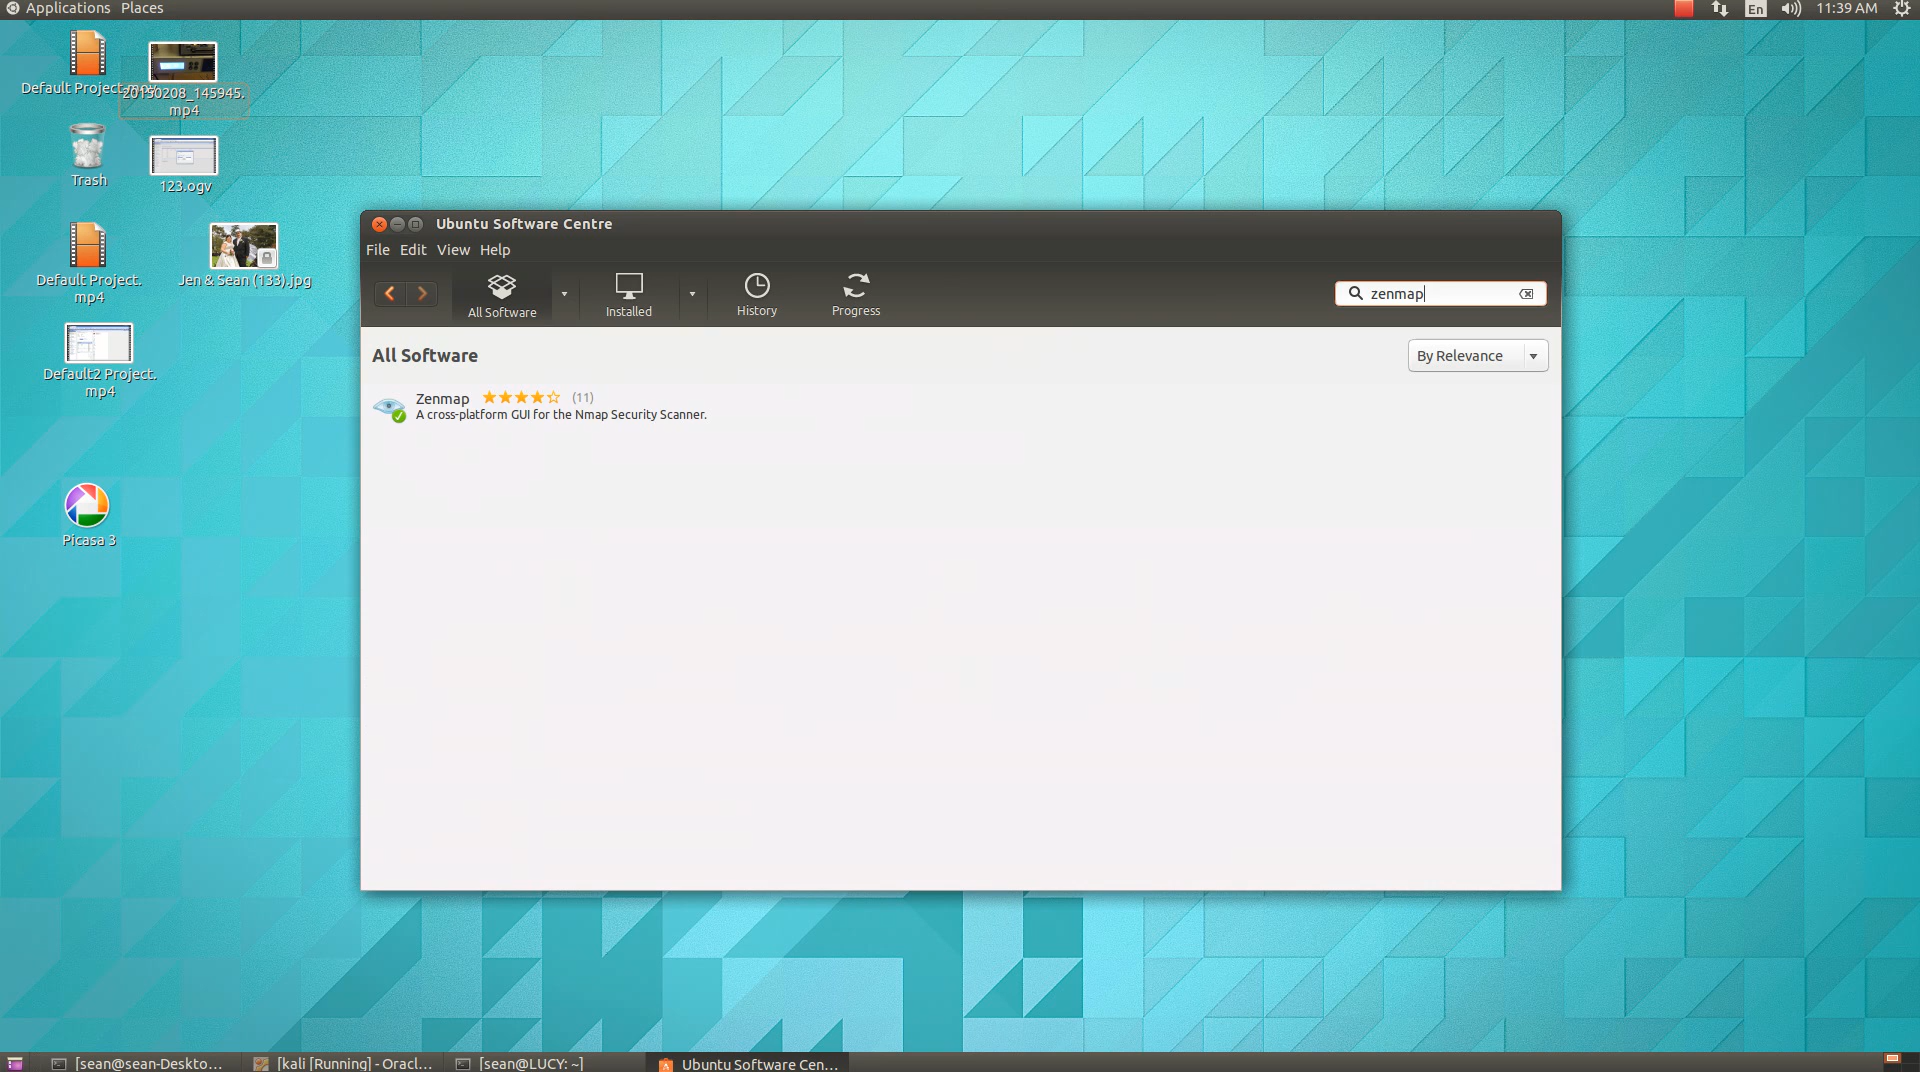 Applications Places
En 11:39 AM
Default Project.mov
20150208_145945.
mp4
Trash
123.ogv
Default Project.
mp4
Jen & Sean (133).jpg
Default2 Project.
mp4
Picasa 3
Ubuntu Software Centre
File Edit View Help
All Software
Installed
History
Progress
zenmap
All Software
By Relevance
Zenmap (11)
A cross-platform GUI for the Nmap Security Scanner.
[sean@sean-Deskto...
[kali [Running] - Oracl...
[sean@LUCY: ~]
Ubuntu Software Cen...